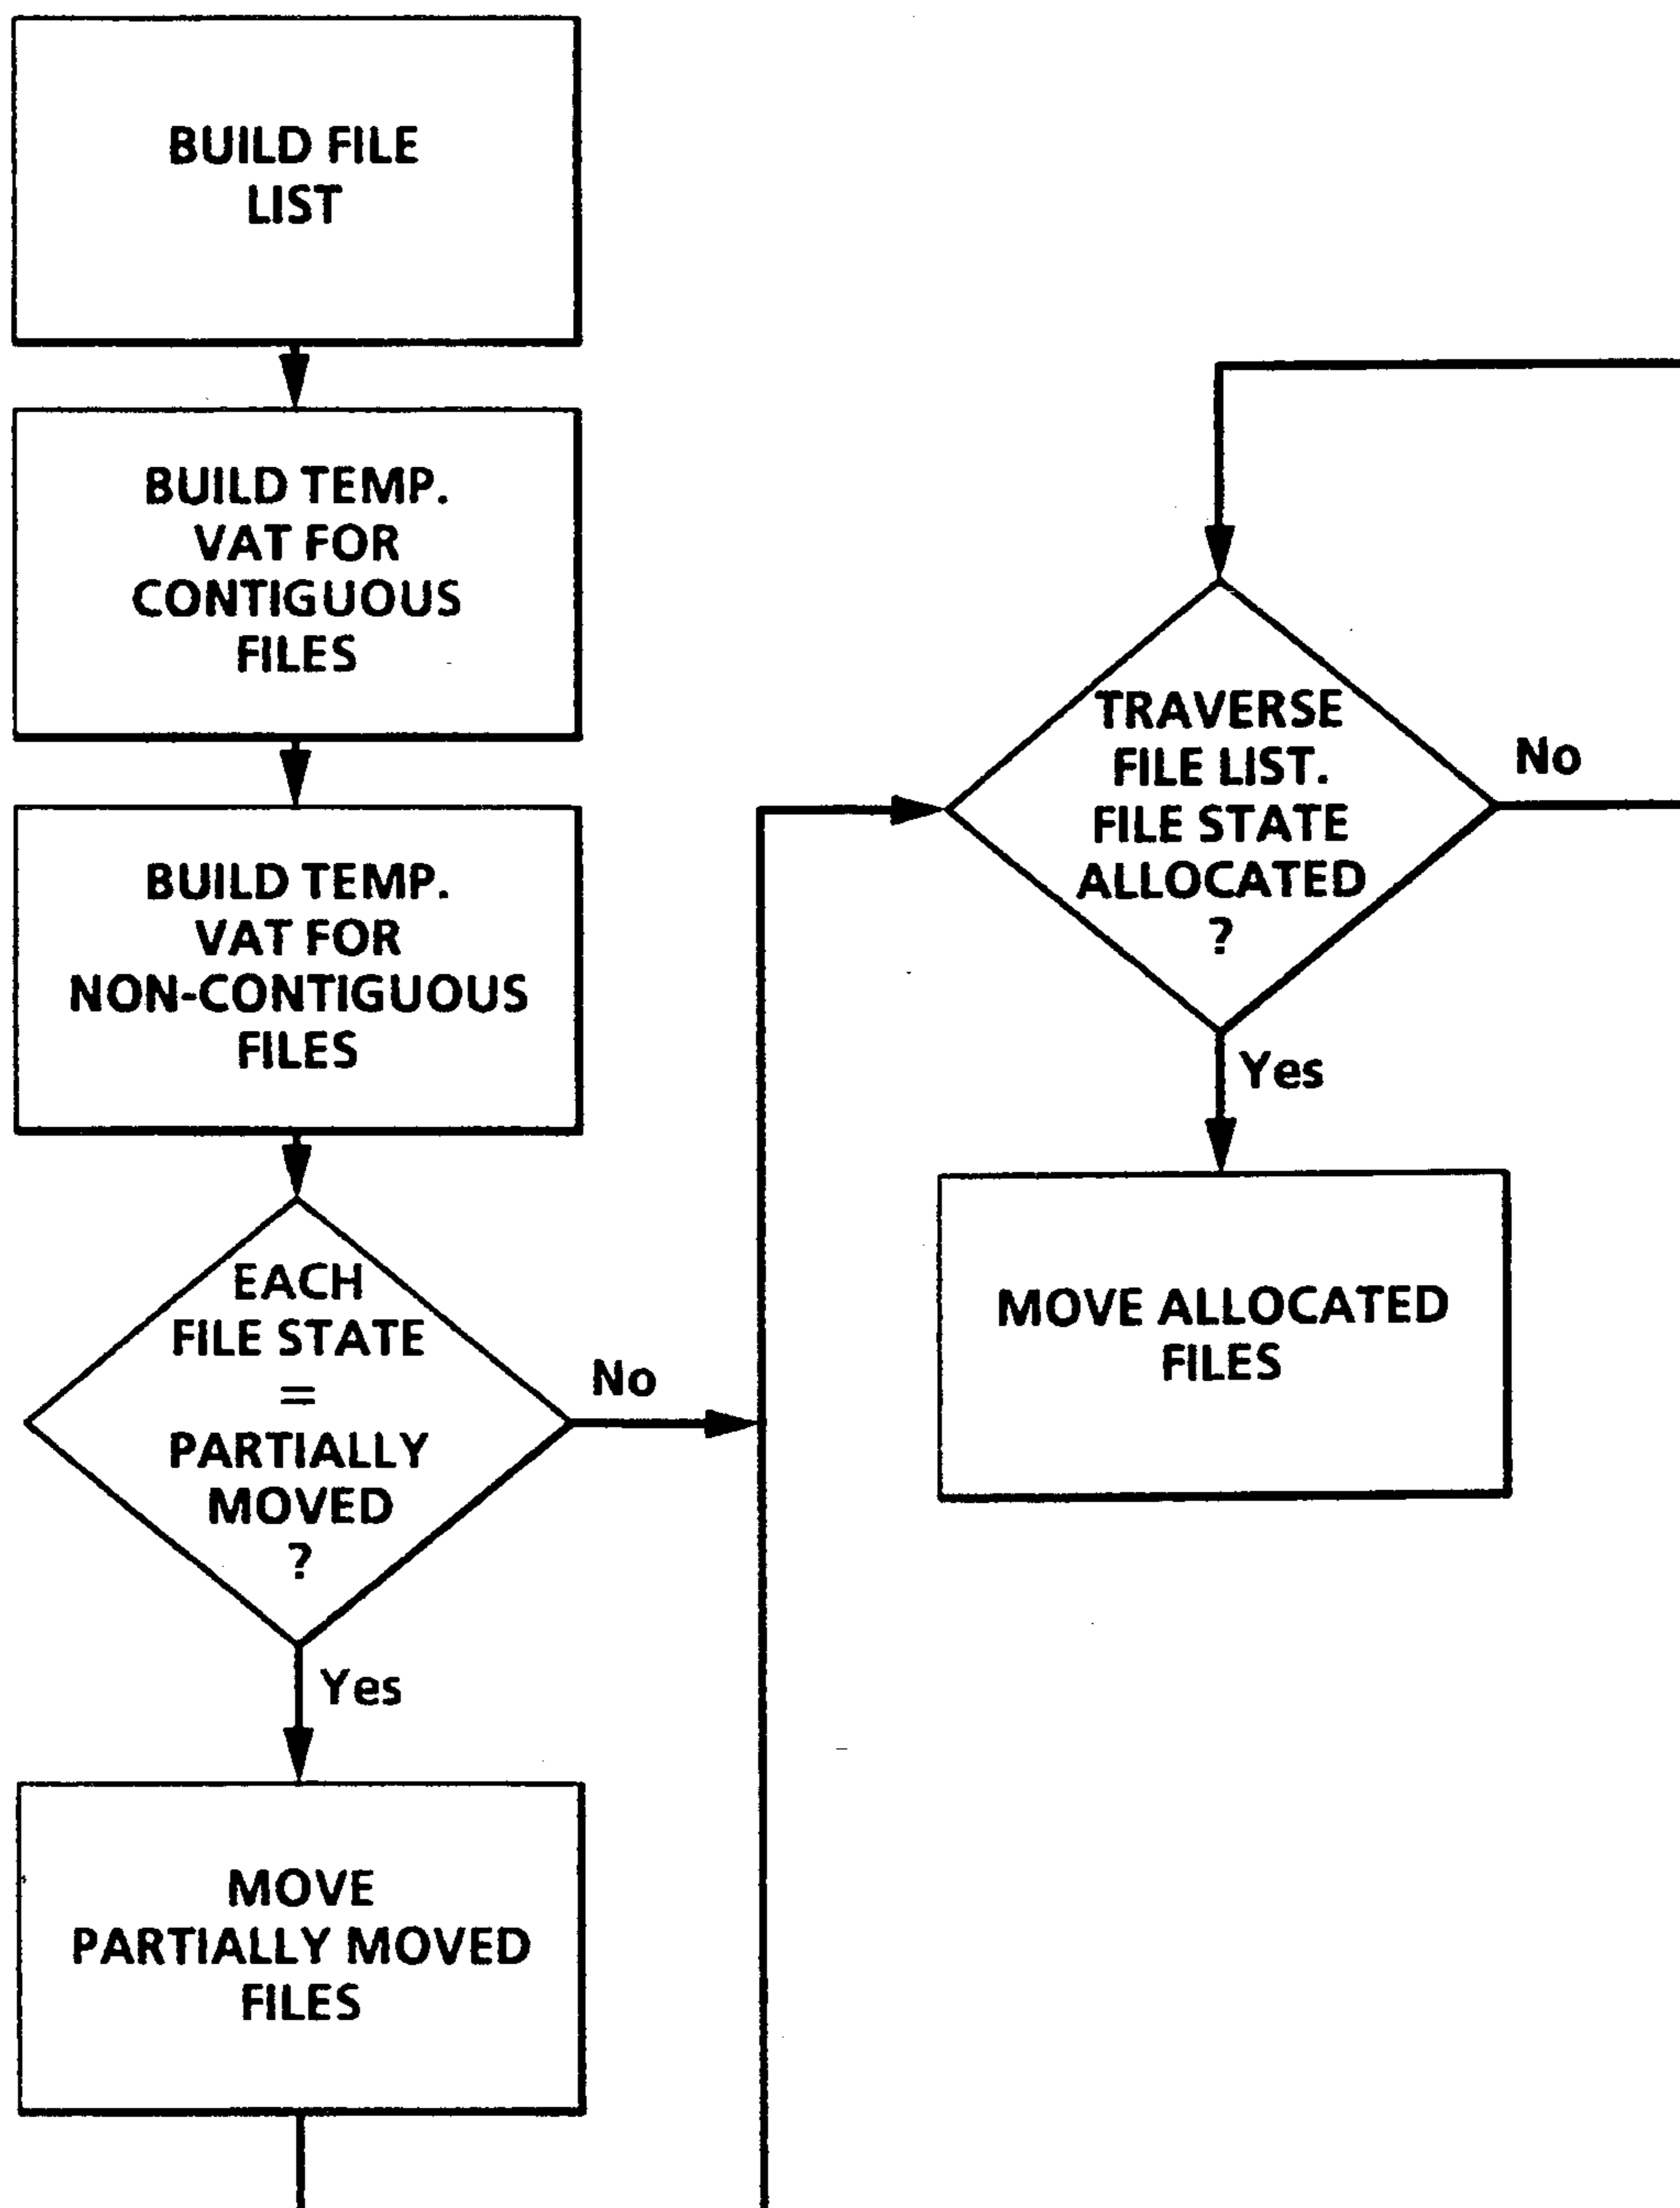 BUILD FILE
LIST
BUILD TEMP.
VAT FOR
CONTIGUOUS
FILES
BUILD TEMP.
VAT FOR
NON-CONTIGUOUS
FILES
EACH
FILE STATE
=
PARTIALLY
MOVED
?
No
Yes
MOVE
PARTIALLY MOVED
FILES
TRAVERSE
FILE LIST.
FILE STATE
ALLOCATED
?
No
Yes
MOVE ALLOCATED
FILES